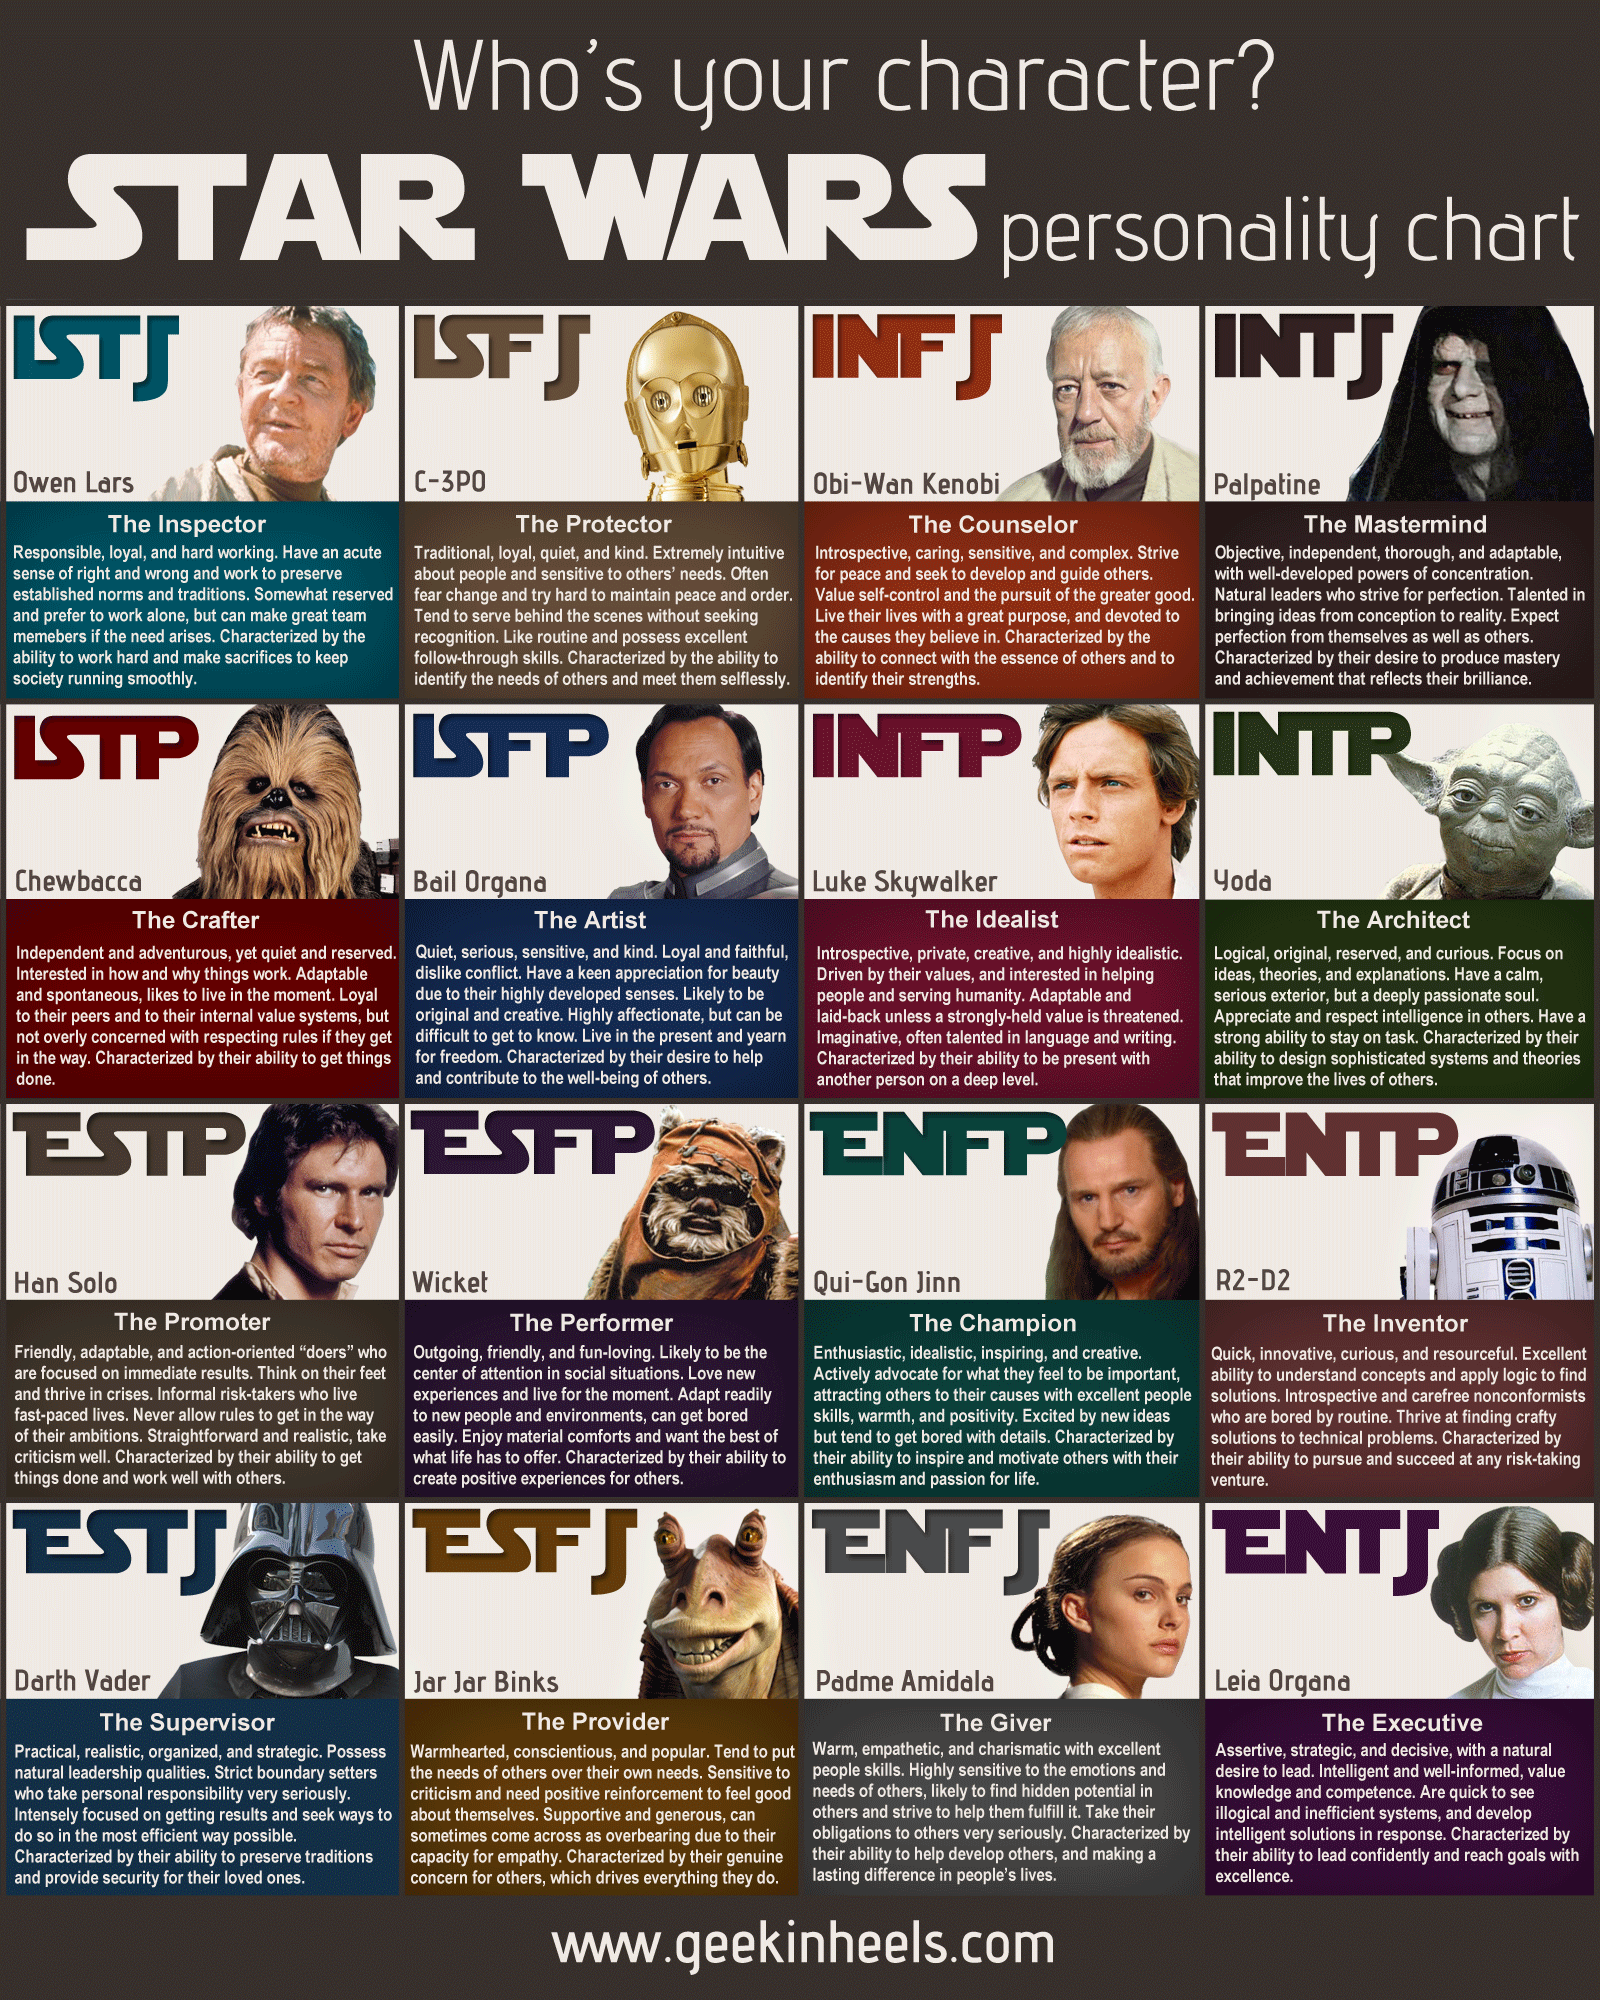 Who's your character?
STAR WARS personality chart
ISTJ
Owen Lars
The Inspector
Responsible, loyal, and hard working. Have an acute
sense of right and wrong and work to preserve
established norms and traditions. Somewhat reserved
and prefer to work alone, but can make great team
memebers if the need arises. Characterized by the
ability to work hard and make sacrifices to keep
society running smoothly.
ISFJ
C-3PO
The Protector
Traditional, loyal, quiet, and kind. Extremely intuitive
about people and sensitive to others' needs. Often
fear change and try hard to maintain peace and order.
Tend to serve behind the scenes without seeking
recognition. Like routine and possess excellent
follow-through skills. Characterized by the ability to
identify the needs of others and meet them selflessly.
INFJ
Obi-Wan Kenobi
The Counselor
Introspective, caring, sensitive, and complex. Strive
for peace and seek to develop and guide others.
Value self-control and the pursuit of the greater good.
Live their lives with a great purpose, and devoted to
the causes they believe in. Characterized by the
ability to connect with the essence of others and to
identify their strengths.
INTJ
Palpatine
The Mastermind
Objective, independent, thorough, and adaptable,
with well-developed powers of concentration.
Natural leaders who strive for perfection. Talented in
bringing ideas from conception to reality. Expect
perfection from themselves as well as others.
Characterized by their desire to produce mastery
and achievement that reflects their brilliance.
ISTP
Chewbacca
The Crafter
Independent and adventurous, yet quiet and reserved.
Interested in how and why things work. Adaptable
and spontaneous, likes to live in the moment. Loyal
to their peers and to their internal value systems, but
not overly concerned with respecting rules if they get
in the way. Characterized by their ability to get things
done.
ISFP
Bail Organa
The Artist
Quiet, serious, sensitive, and kind. Loyal and faithful,
dislike conflict. Have a keen appreciation for beauty
due to their highly developed senses. Likely to be
original and creative. Highly affectionate, but can be
difficult to get to know. Live in the present and yearn
for freedom. Characterized by their desire to help
and contribute to the well-being of others.
INFP
Luke Skywalker
The Idealist
Introspective, private, creative, and highly idealistic.
Driven by their values, and interested in helping
people and serving humanity. Adaptable and
laid-back unless a strongly-held value is threatened.
Imaginative, often talented in language and writing.
Characterized by their ability to be present with
another person on a deep level.
INTP
Yoda
The Architect
Logical, original, reserved, and curious. Focus on
ideas, theories, and explanations. Have a calm,
serious exterior, but a deeply passionate soul.
Appreciate and respect intelligence in others. Have a
strong ability to stay on task. Characterized by their
ability to design sophisticated systems and theories
that improve the lives of others.
ESTP
Han Solo
The Promoter
Friendly, adaptable, and action-oriented "doers" who
are focused on immediate results. Think on their feet
and thrive in crises. Informal risk-takers who live
fast-paced lives. Never allow rules to get in the way
of their ambitions. Straightforward and realistic, take
criticism well. Characterized by their ability to get
things done and work well with others.
ESFP
Wicket
The Performer
Outgoing, friendly, and fun-loving. Likely to be the
center of attention in social situations. Love new
experiences and live for the moment. Adapt readily
to new people and environments, can get bored
easily. Enjoy material comforts and want the best of
what life has to offer. Characterized by their ability to
create positive experiences for others.
ENFP
Qui-Gon Jinn
The Champion
Enthusiastic, idealistic, inspiring, and creative.
Actively advocate for what they feel to be important,
attracting others to their causes with excellent people
skills, warmth, and positivity. Excited by new ideas
but tend to get bored with details. Characterized by
their ability to inspire and motivate others with their
enthusiasm and passion for life.
ENTP
R2-D2
The Inventor
Quick, innovative, curious, and resourceful. Excellent
ability to understand concepts and apply logic to find
solutions. Introspective and carefree nonconformists
who are bored by routine. Thrive at finding crafty
solutions to technical problems. Characterized by
their ability to pursue and succeed at any risk-taking
venture.
ESTJ
Darth Vader
The Supervisor
Practical, realistic, organized, and strategic. Possess
natural leadership qualities. Strict boundary setters
who take personal responsibility very seriously.
Intensely focused on getting results and seek ways to
do so in the most efficient way possible.
Characterized by their ability to preserve traditions
and provide security for their loved ones.
ESFJ
Jar Jar Binks
The Provider
Warmhearted, conscientious, and popular. Tend to put
the needs of others over their own needs. Sensitive to
criticism and need positive reinforcement to feel good
about themselves. Supportive and generous, can
sometimes come across as overbearing due to their
capacity for empathy. Characterized by their genuine
concern for others, which drives everything they do.
ENFJ
Padme Amidala
The Giver
Warm, empathetic, and charismatic with excellent
people skills. Highly sensitive to the emotions and
needs of others, likely to find hidden potential in
others and strive to help them fulfill it. Take their
obligations to others very seriously. Characterized by
their ability to help develop others, and making a
lasting difference in people's lives.
ENTJ
Leia Organa
The Executive
Assertive, strategic, and decisive, with a natural
desire to lead. Intelligent and well-informed, value
knowledge and competence. Are quick to see
illogical and inefficient systems, and develop
intelligent solutions in response. Characterized by
their ability to lead confidently and reach goals with
excellence.
www.geekinheels.com